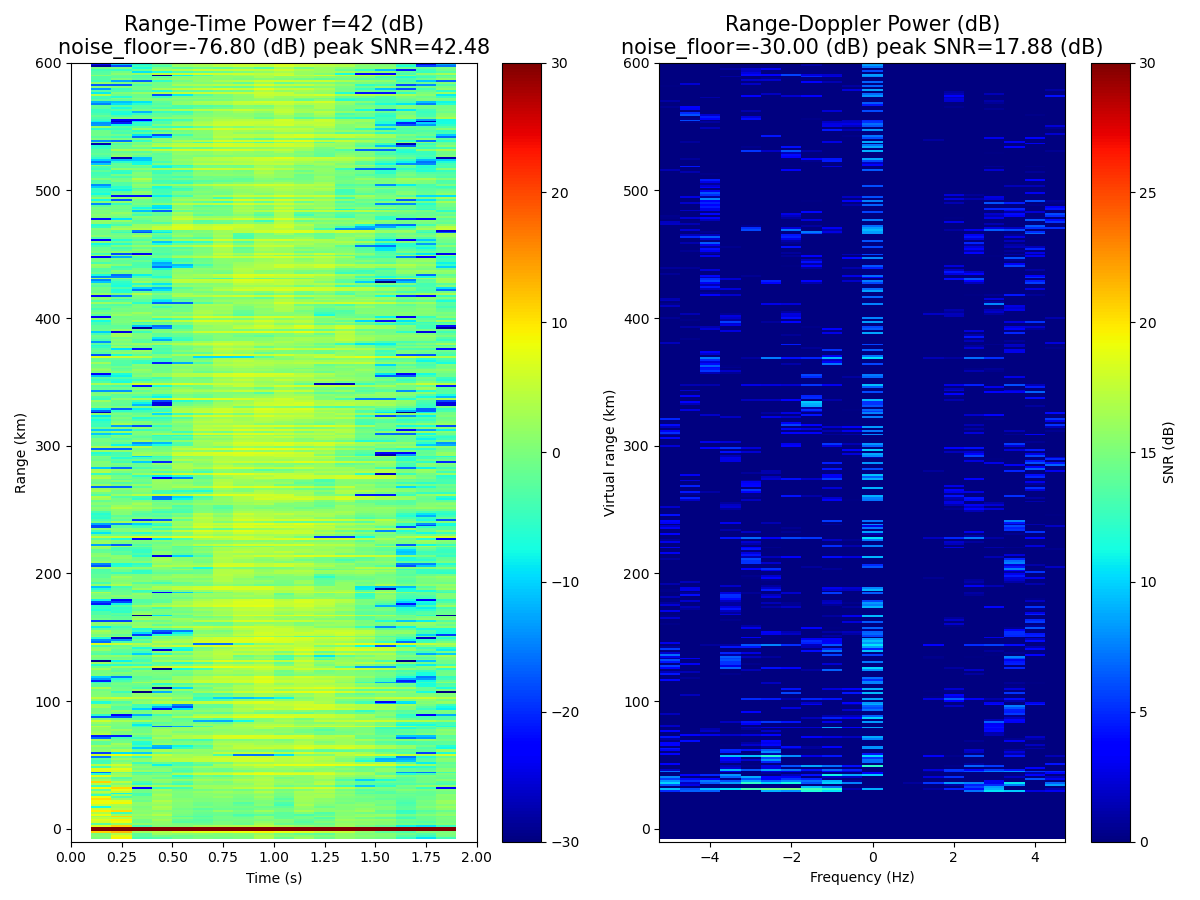 Range-Time Power f=42 (dB)
noise_floor=-76.80 (dB) peak SNR=42.48
Range (km)
600
500
400
300
200
100
0
0.00 0.25 0.50 0.75 1.00 1.25 1.50 1.75 2.00
Time (s)
30
20
10
0
−10
−20
−30
Range-Doppler Power (dB)
noise_floor=-30.00 (dB) peak SNR=17.88 (dB)
Virtual range (km)
600
500
400
300
200
100
0
−4 −2 0 2 4
Frequency (Hz)
30
25
20
15
10
5
0
SNR (dB)